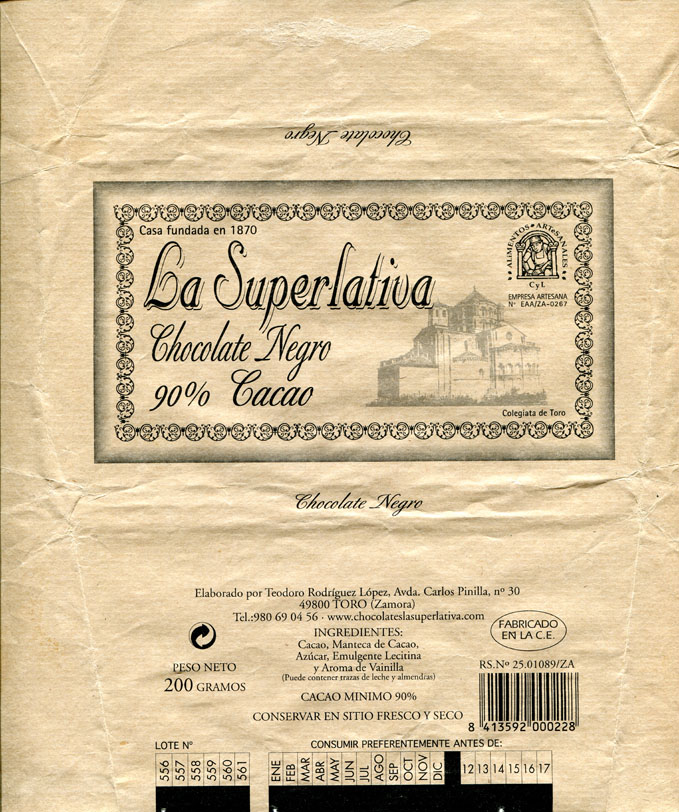 Chocolate Negro
Casa fundada en 1870
ALIMENTOS ARTESANALES
CyL
EMPRESA ARTESANA
Nº EAA/ZA-0267
La Superlativa
Chocolate Negro
90% Cacao
Colegiata de Toro
Chocolate Negro
Elaborado por Teodoro Rodríguez López, Avda. Carlos Pinilla, nº 30
49800 TORO (Zamora)
Tel.:980 69 04 56 · www.chocolateslasuperlativa.com
INGREDIENTES:
Cacao, Manteca de Cacao,
Azúcar, Emulgente Lecitina
y Aroma de Vainilla
(Puede contener trazas de leche y almendras)
CACAO MINIMO 90%
CONSERVAR EN SITIO FRESCO Y SECO
PESO NETO
200 GRAMOS
FABRICADO
EN LA C.E.
RS.Nº 25.01089/ZA
8 413592 000228
LOTE Nº
556 557 558 559 560 561
CONSUMIR PREFERENTEMENTE ANTES DE:
ENE FEB MAR ABR MAY JUN JUL AGO SEP OCT NOV DIC 12 13 14 15 16 17